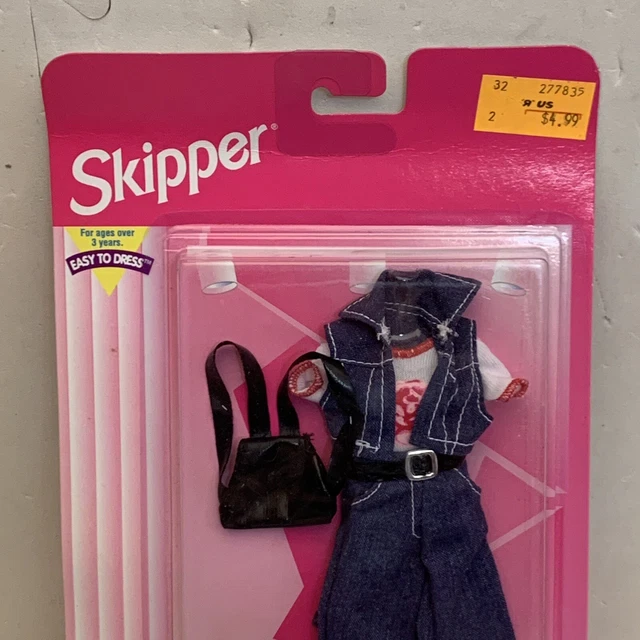 32 277835
"R" US
2 $4.99
Skipper®
For ages over
3 years.
EASY TO DRESS™